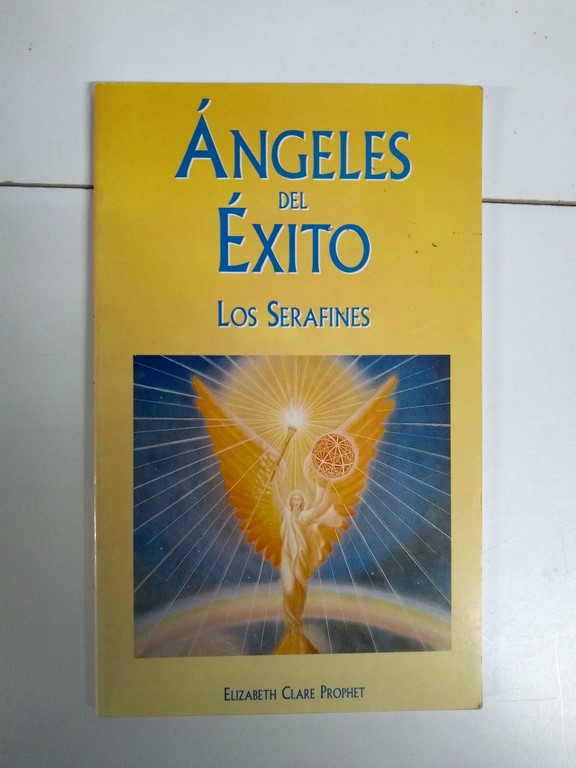 ÁNGELES
DEL
ÉXITO
LOS SERAFINES
ELIZABETH CLARE PROPHET